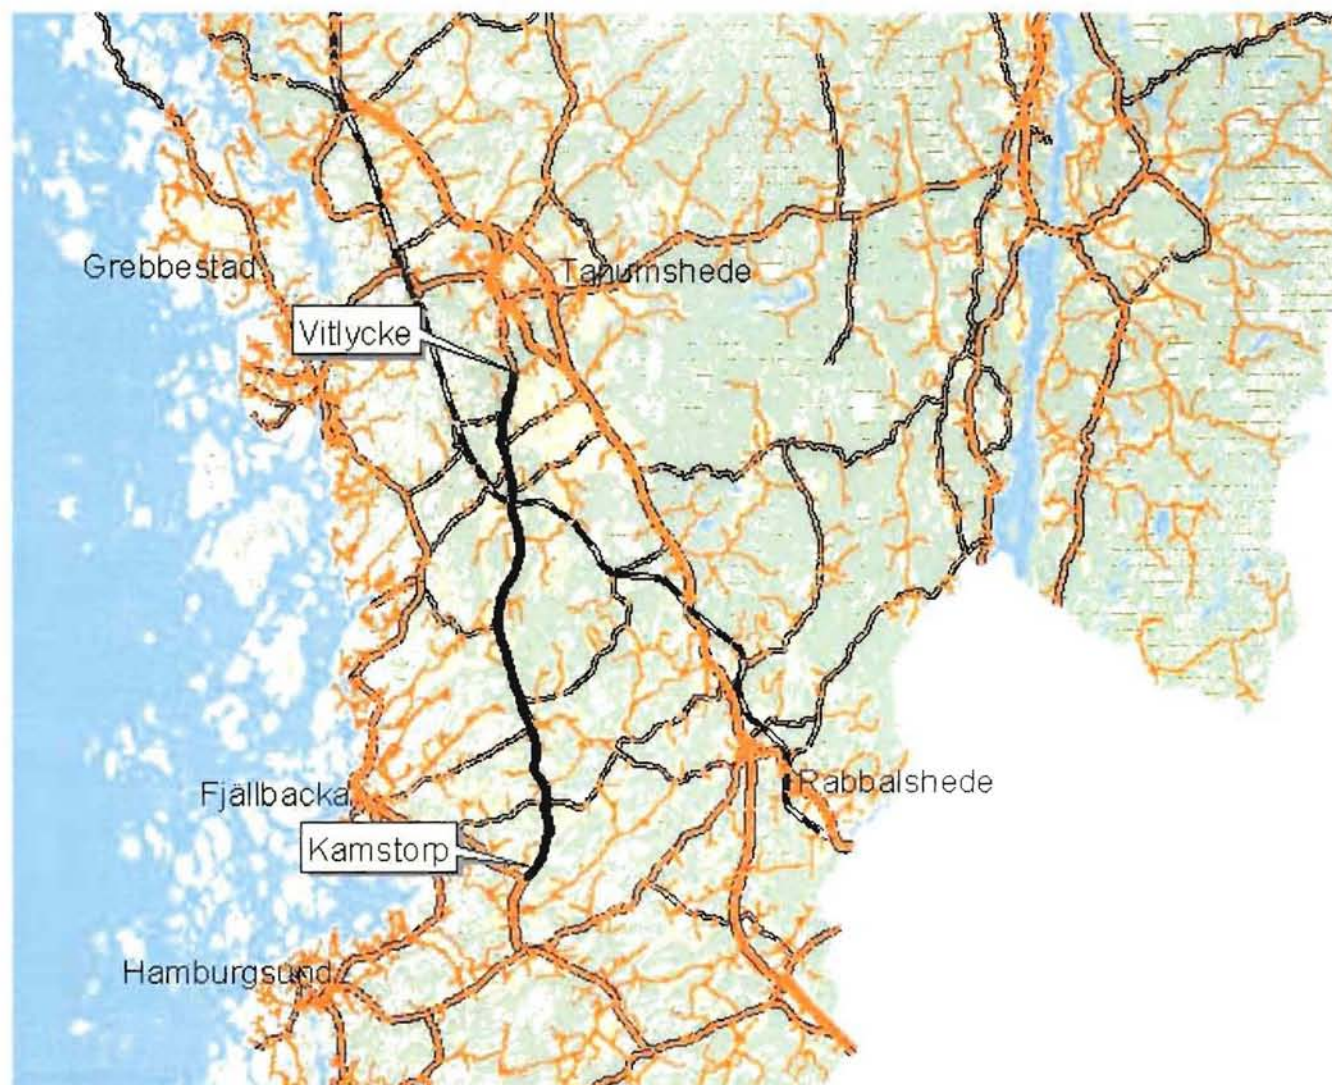 Grebbestad
Tanumshede
Vitlycke
Fjällbacka
Rabbalshede
Kamstorp
Hamburgsund